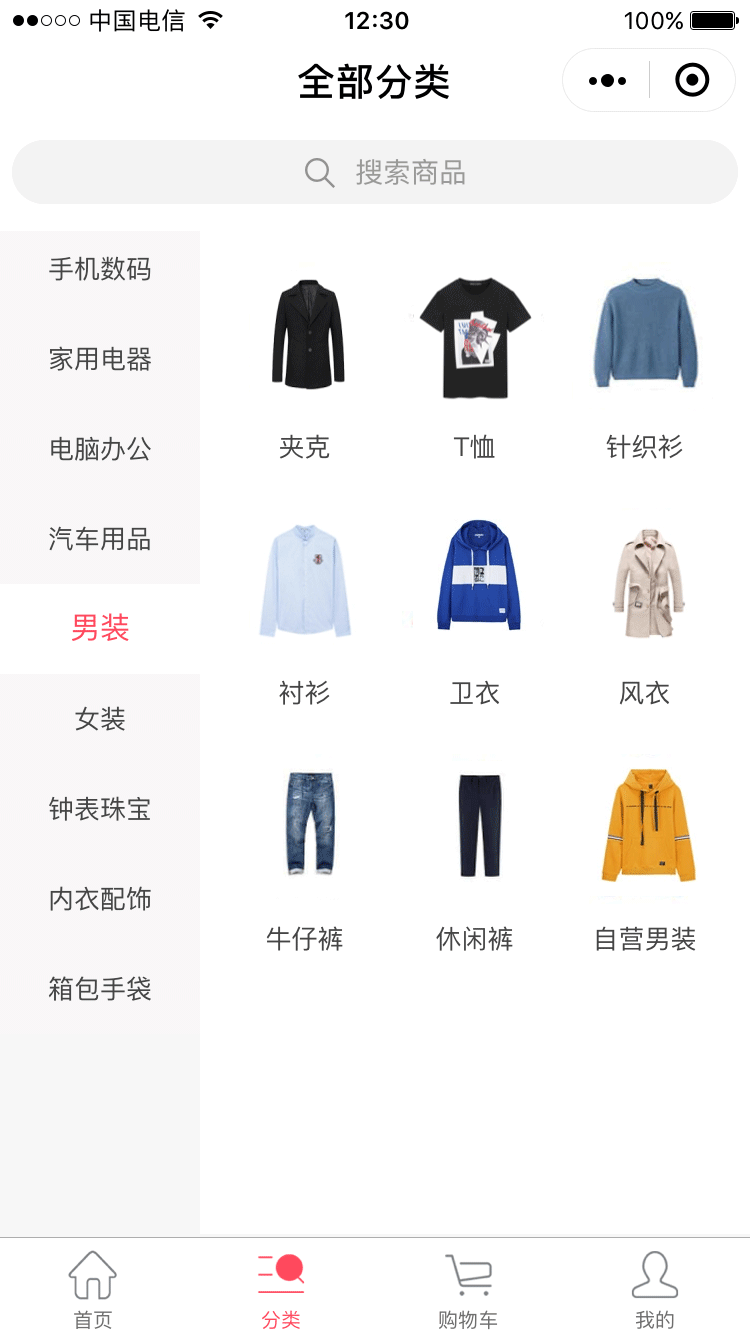 中国电信
12:30
100%
全部分类
搜索商品
手机数码
家用电器
电脑办公
汽车用品
男装
女装
钟表珠宝
内衣配饰
箱包手袋
夹克
T恤
针织衫
衬衫
卫衣
风衣
牛仔裤
休闲裤
自营男装
首页
分类
购物车
我的